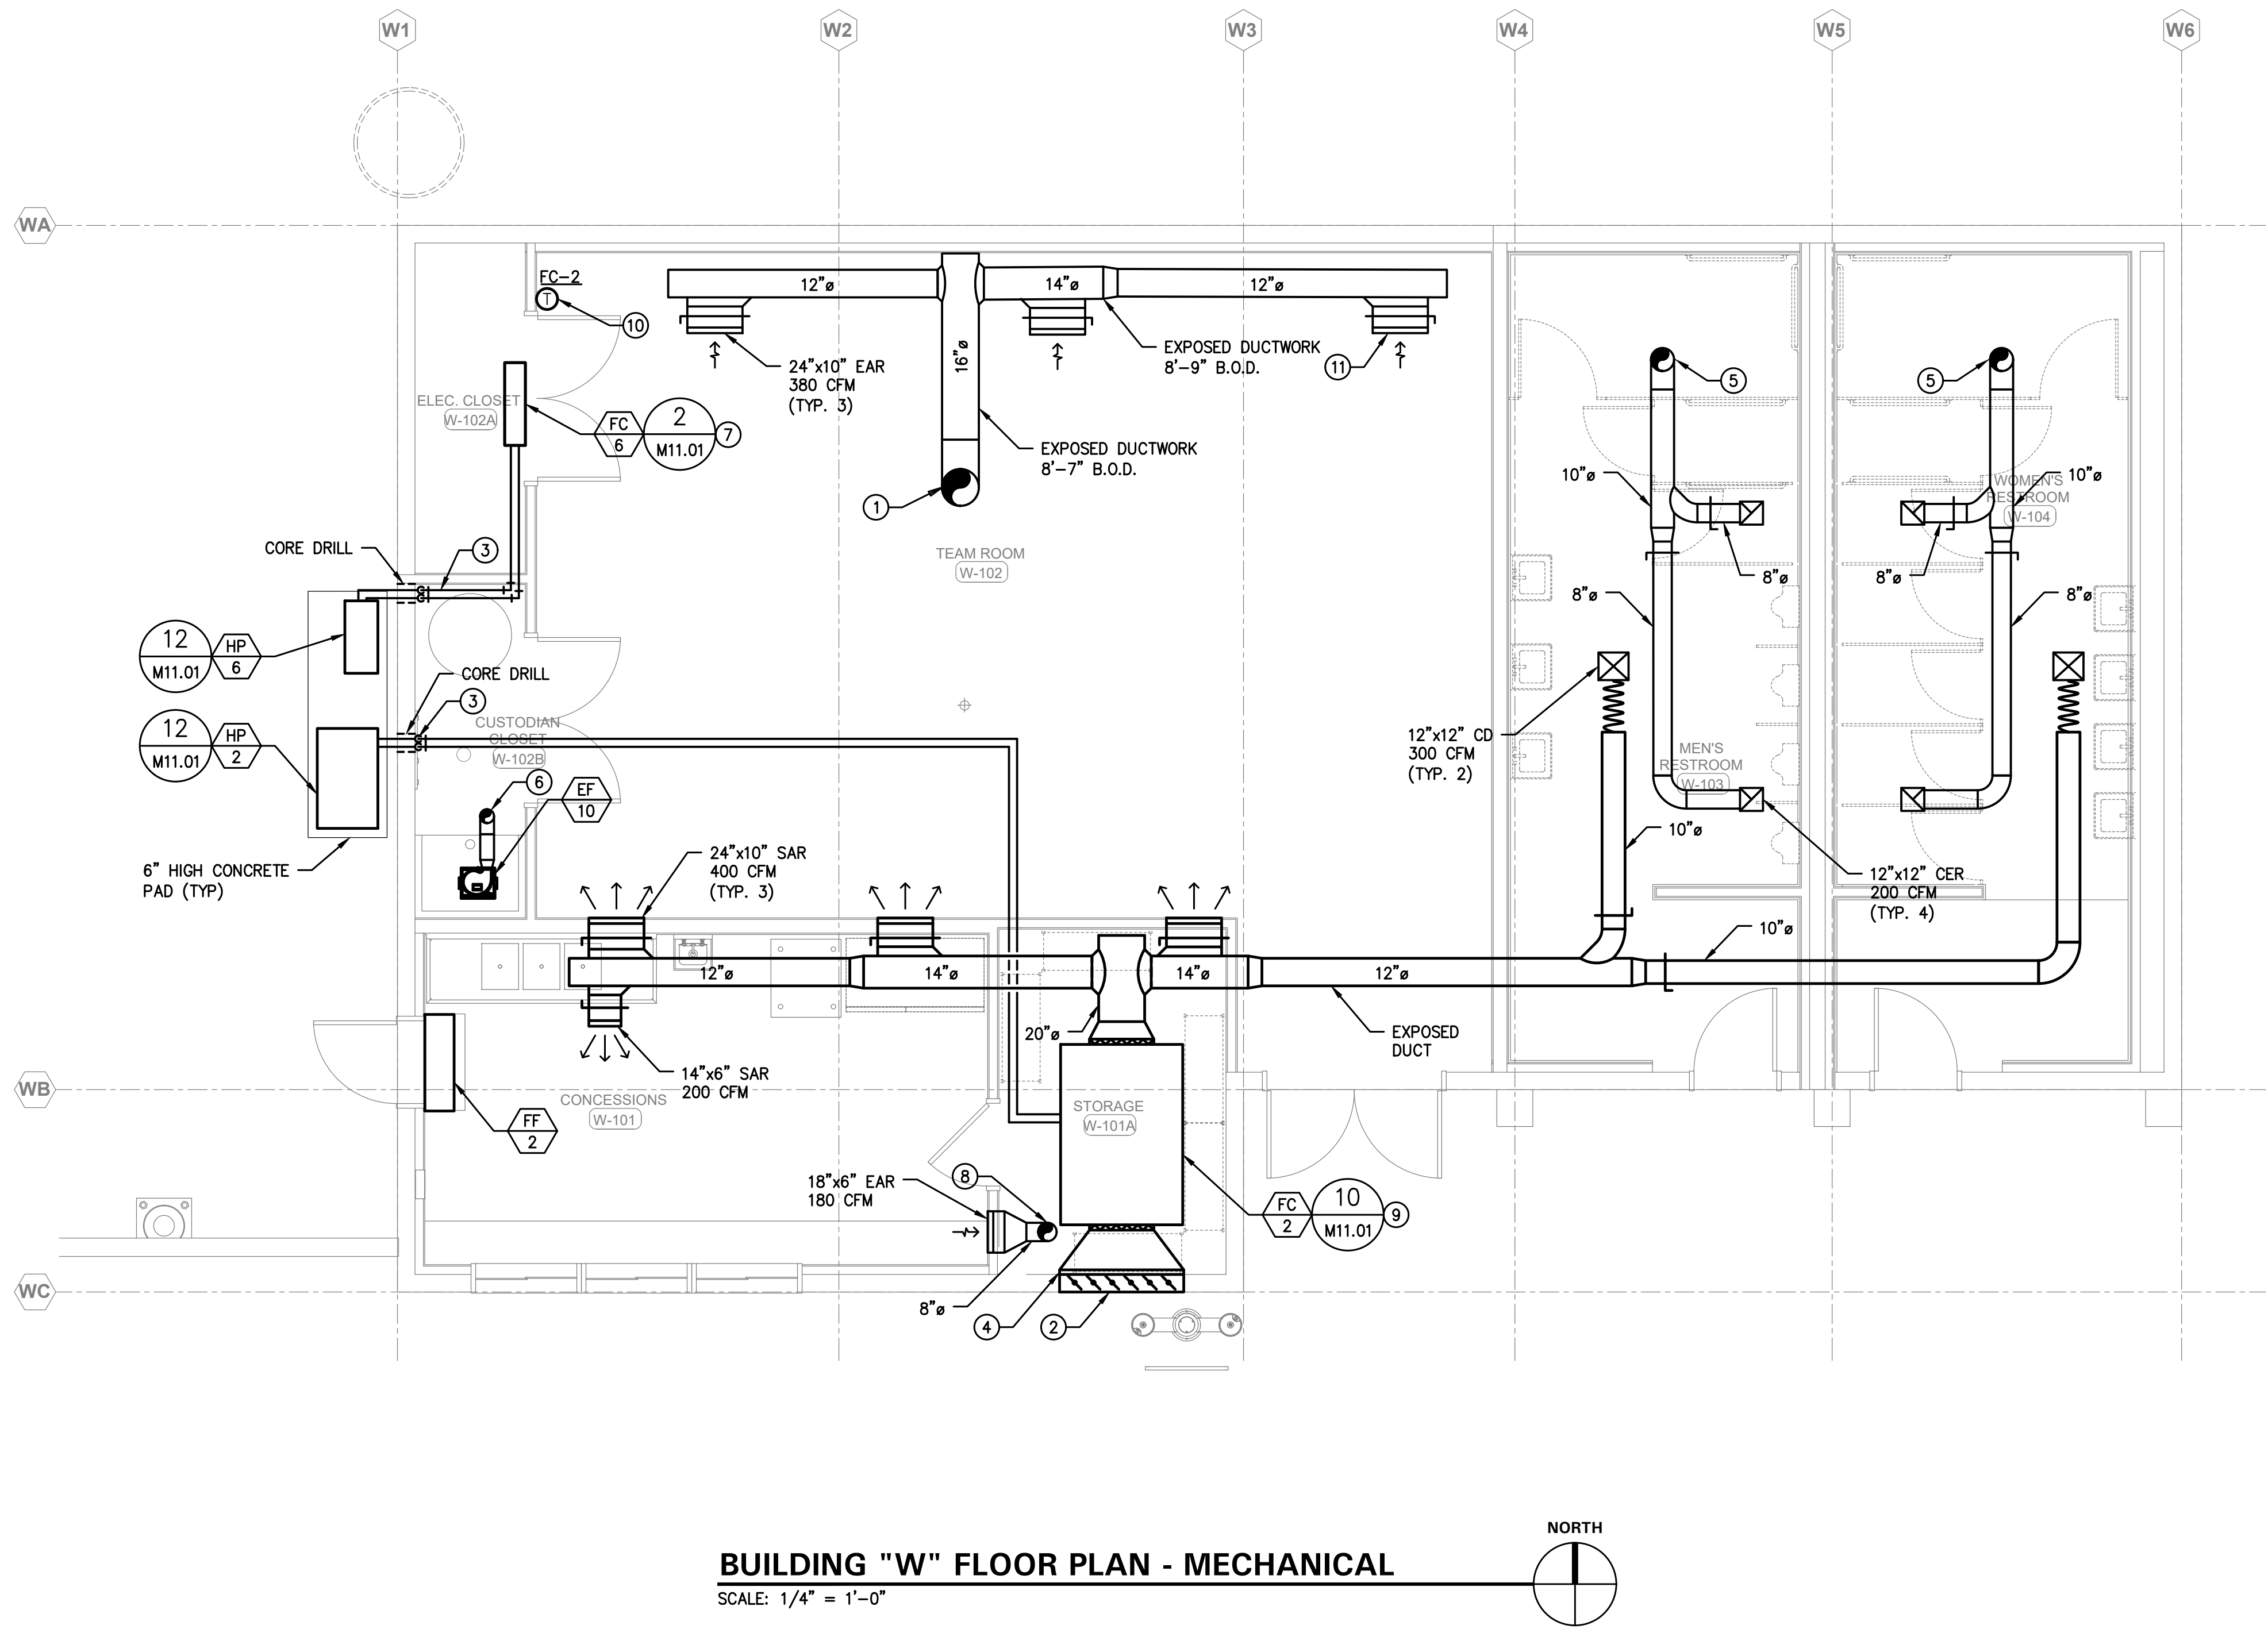 W1
W2
W3
W4
W5
W6
WA
FC-2
T
10
12"ø
14"ø
12"ø
16"ø
24"x10" EAR
380 CFM
(TYP. 3)
EXPOSED DUCTWORK
8'-9" B.O.D.
11
5
5
ELEC. CLOSET
W-102A
FC
6
2
M11.01
7
EXPOSED DUCTWORK
8'-7" B.O.D.
1
10"ø
10"ø
WOMEN'S
RESTROOM
W-104
CORE DRILL
3
TEAM ROOM
W-102
8"ø
8"ø
8"ø
8"ø
12
M11.01
HP
6
CORE DRILL
3
12
M11.01
HP
2
CUSTODIAN
CLOSET
W-102B
6
EF
10
12"x12" CD
300 CFM
(TYP. 2)
MEN'S
RESTROOM
W-103
10"ø
6" HIGH CONCRETE
PAD (TYP)
24"x10" SAR
400 CFM
(TYP. 3)
12"x12" CER
200 CFM
(TYP. 4)
10"ø
12"ø
14"ø
14"ø
12"ø
20"ø
EXPOSED
DUCT
14"x6" SAR
200 CFM
WB
CONCESSIONS
W-101
STORAGE
W-101A
FF
2
18"x6" EAR
180 CFM
8
FC
2
10
M11.01
9
WC
8"ø
4
2
NORTH
BUILDING "W" FLOOR PLAN - MECHANICAL
SCALE: 1/4" = 1'-0"